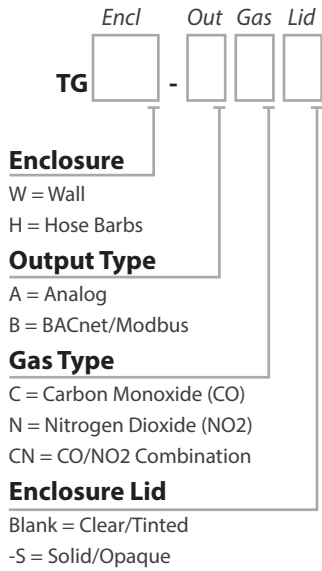 Encl Out Gas Lid
TG -
Enclosure
W = Wall
H = Hose Barbs
Output Type
A = Analog
B = BACnet/Modbus
Gas Type
C = Carbon Monoxide (CO)
N = Nitrogen Dioxide (NO2)
CN = CO/NO2 Combination
Enclosure Lid
Blank = Clear/Tinted
-S = Solid/Opaque